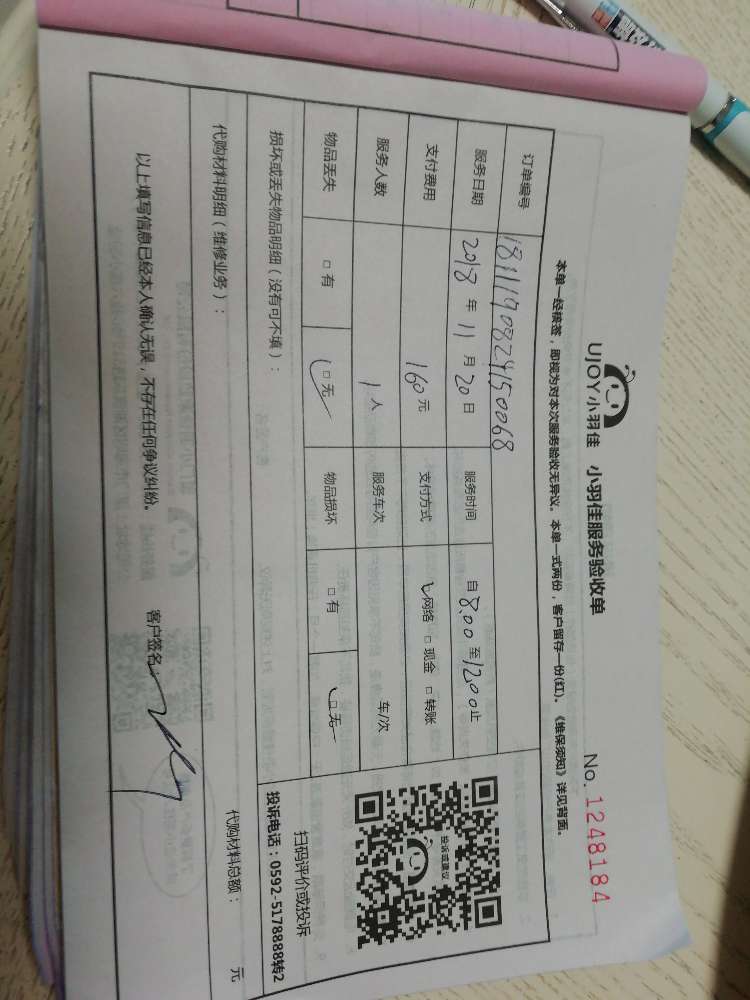 UJOY小羽佳 小羽佳服务验收单
No. 1248184
本单一经核签，即视为对本次服务验收无异议。本单一式两份，客户留存一份(红)。《维保须知》详见背面。
订单编号 1811190824150068
服务日期 2018 年 11 月 20 日 服务时间 自 8:00 至 12:00 止
支付费用 160 元 支付方式 网络 □ 现金 □ 转账
服务人数 1 人 服务车次 车/次
物品丢失 □ 有 □ 无 物品损坏 □ 有 □ 无
投诉或建议
扫码评价或投诉
投诉电话：0592-5178888转2
损坏或丢失物品明细（没有可不填）：
代购材料明细（维修业务）：
代购材料总额： 元
以上填写信息已经本人确认无误，不存在任何争议纠纷。 客户签名：